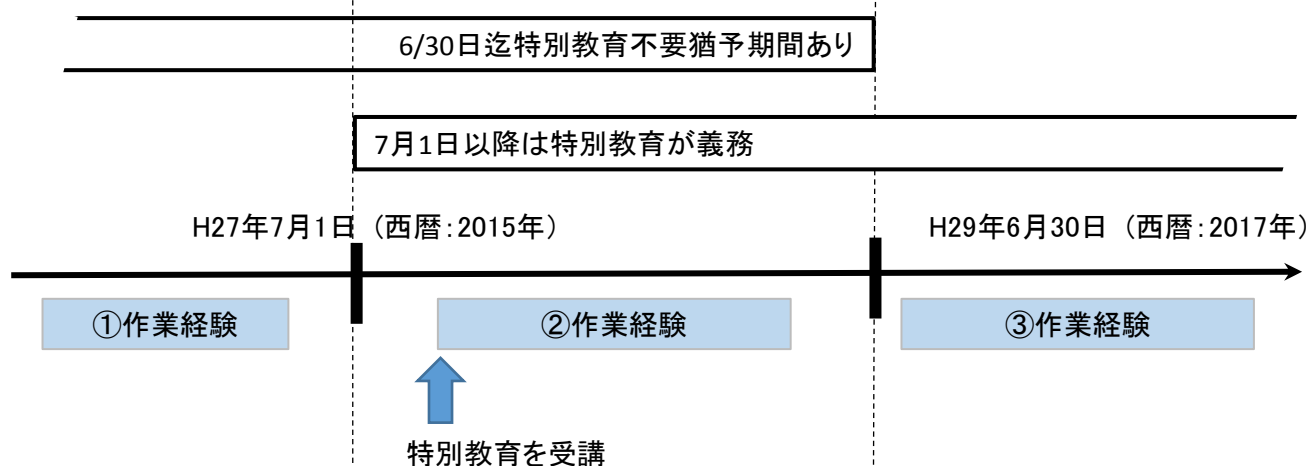 6/30日迄特別教育不要猶予期間あり
7月1日以降は特別教育が義務
H27年7月1日（西暦：2015年）
H29年6月30日（西暦：2017年）
①作業経験
②作業経験
③作業経験
特別教育を受講